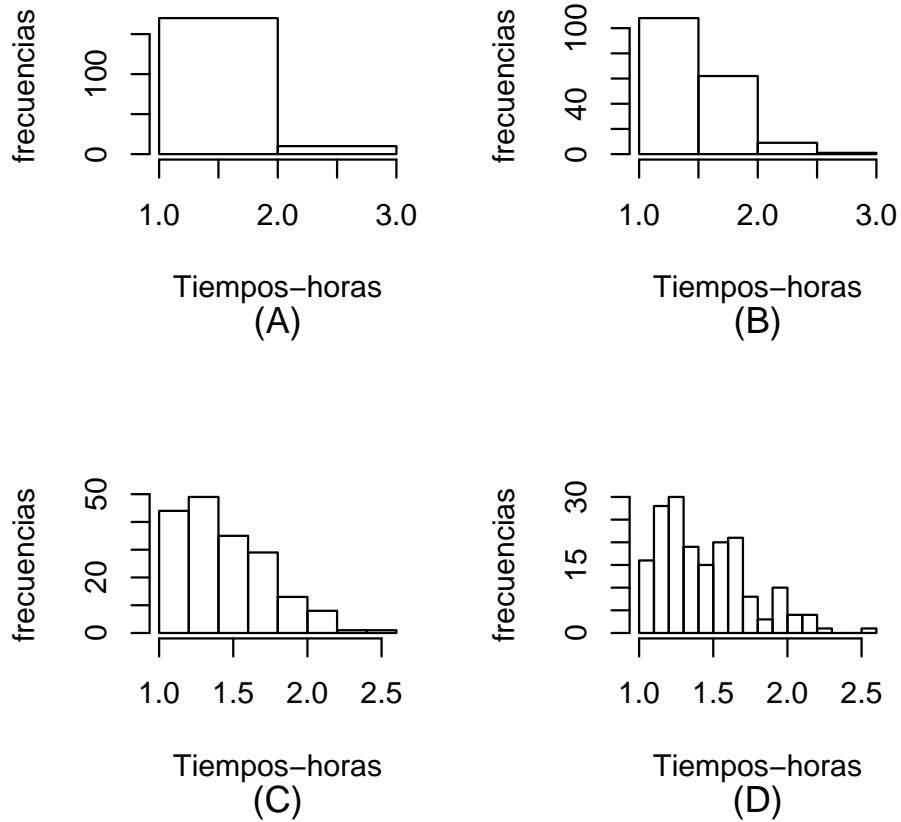 frecuencias
0 100
1.0 2.0 3.0
Tiempos-horas
(A)
frecuencias
0 40 100
1.0 2.0 3.0
Tiempos-horas
(B)
frecuencias
0 20 50
1.0 1.5 2.0 2.5
Tiempos-horas
(C)
frecuencias
0 15 30
1.0 1.5 2.0 2.5
Tiempos-horas
(D)